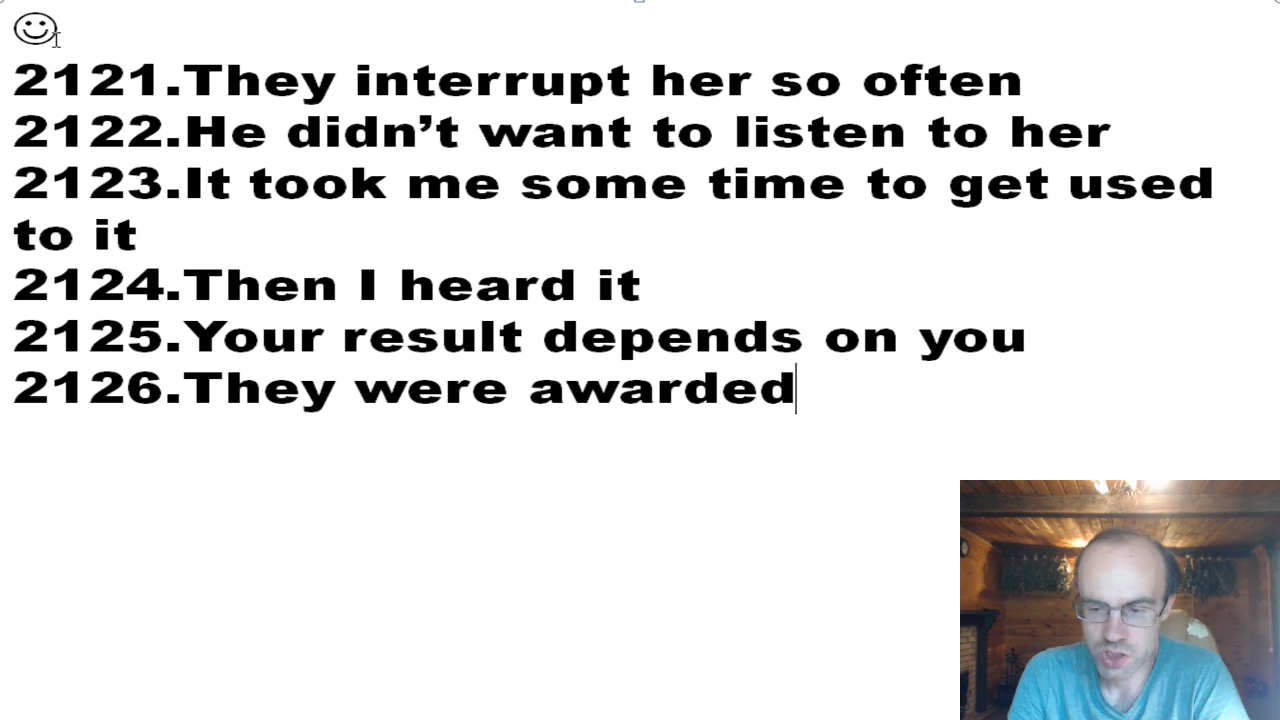 2121.They interrupt her so often
2122.He didn’t want to listen to her
2123.It took me some time to get used
to it
2124.Then I heard it
2125.Your result depends on you
2126.They were awarded